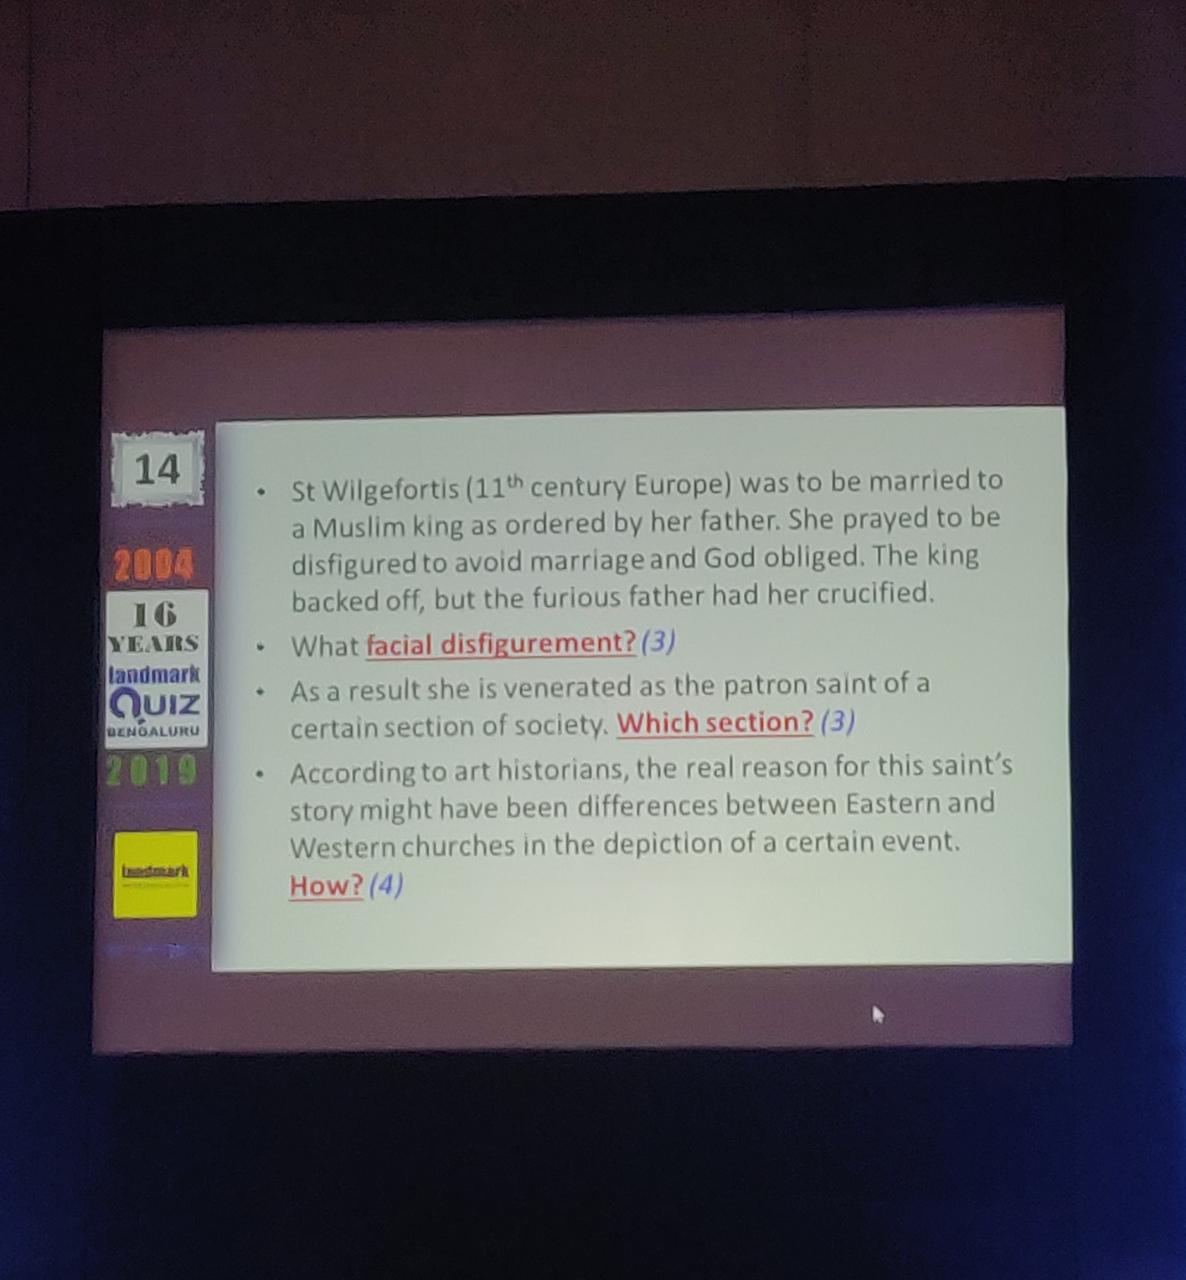 14
2004
16
YEARS
landmark
QUIZ
BENGALURU
2019
landmark
• St Wilgefortis (11th century Europe) was to be married to
a Muslim king as ordered by her father. She prayed to be
disfigured to avoid marriage and God obliged. The king
backed off, but the furious father had her crucified.
• What facial disfigurement? (3)
• As a result she is venerated as the patron saint of a
certain section of society. Which section? (3)
• According to art historians, the real reason for this saint's
story might have been differences between Eastern and
Western churches in the depiction of a certain event.
How? (4)